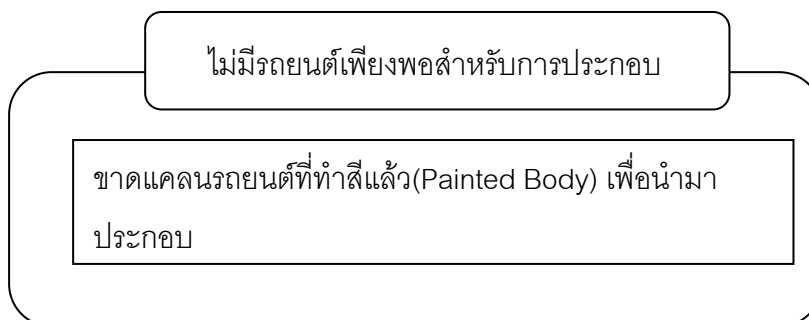 ไม่มีรถยนต์เพียงพอสำหรับการประกอบ
ขาดแคลนรถยนต์ที่ทำสีแล้ว(Painted Body) เพื่อนำมา
ประกอบ